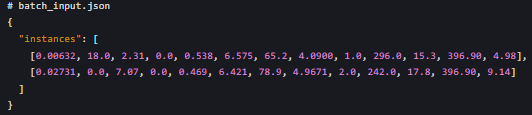 # batch_input.json
{
  "instances": [
    [0.00632, 18.0, 2.31, 0.0, 0.538, 6.575, 65.2, 4.0900, 1.0, 296.0, 15.3, 396.90, 4.98],
    [0.02731, 0.0, 7.07, 0.0, 0.469, 6.421, 78.9, 4.9671, 2.0, 242.0, 17.8, 396.90, 9.14]
  ]
}